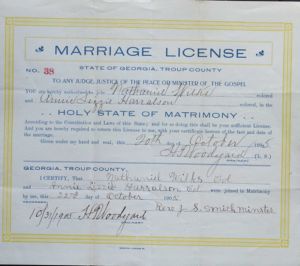 MARRIAGE LICENSE
STATE OF GEORGIA, TROUP COUNTY
No. 38
TO ANY JUDGE, JUSTICE OF THE PEACE OR MINISTER OF THE GOSPEL
YOU are hereby authorized to join Nathaniel Wilks colored
and Annie Lizzie Harralson colored, in the
HOLY STATE OF MATRIMONY
According to the Constitution and Laws of this State; and for so doing this shall be your sufficient License.
And you are hereby required to return this License to me, with your certificate hereon of the fact and date of
the marriage.
Given under my hand and seal, this 20th day October 1905
H T Woodyard (L. S.)
GEORGIA, TROUP COUNTY.
I CERTIFY, That Nathaniel Wilks Col
and Annie Lizzie Harralson Col were joined in Matrimony
by me, this 22d day of October 1905
10/31/1905 H T Woodyard Rev J. S. Smith minister